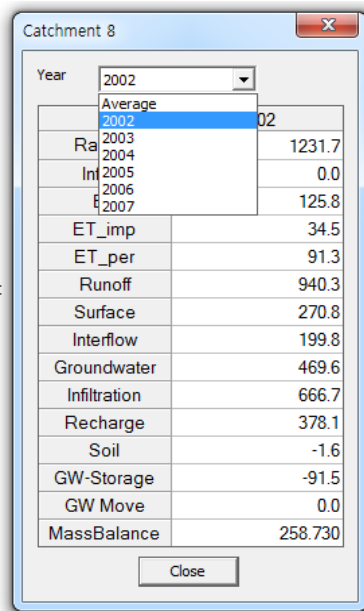 Catchment 8
Year 2002
Average
2002
2003
2004
2005
2006
2007
02
Ra 1231.7
Inf 0.0
125.8
ET_imp 34.5
ET_per 91.3
Runoff 940.3
Surface 270.8
Interflow 199.8
Groundwater 469.6
Infiltration 666.7
Recharge 378.1
Soil -1.6
GW-Storage -91.5
GW Move 0.0
MassBalance 258.730
Close